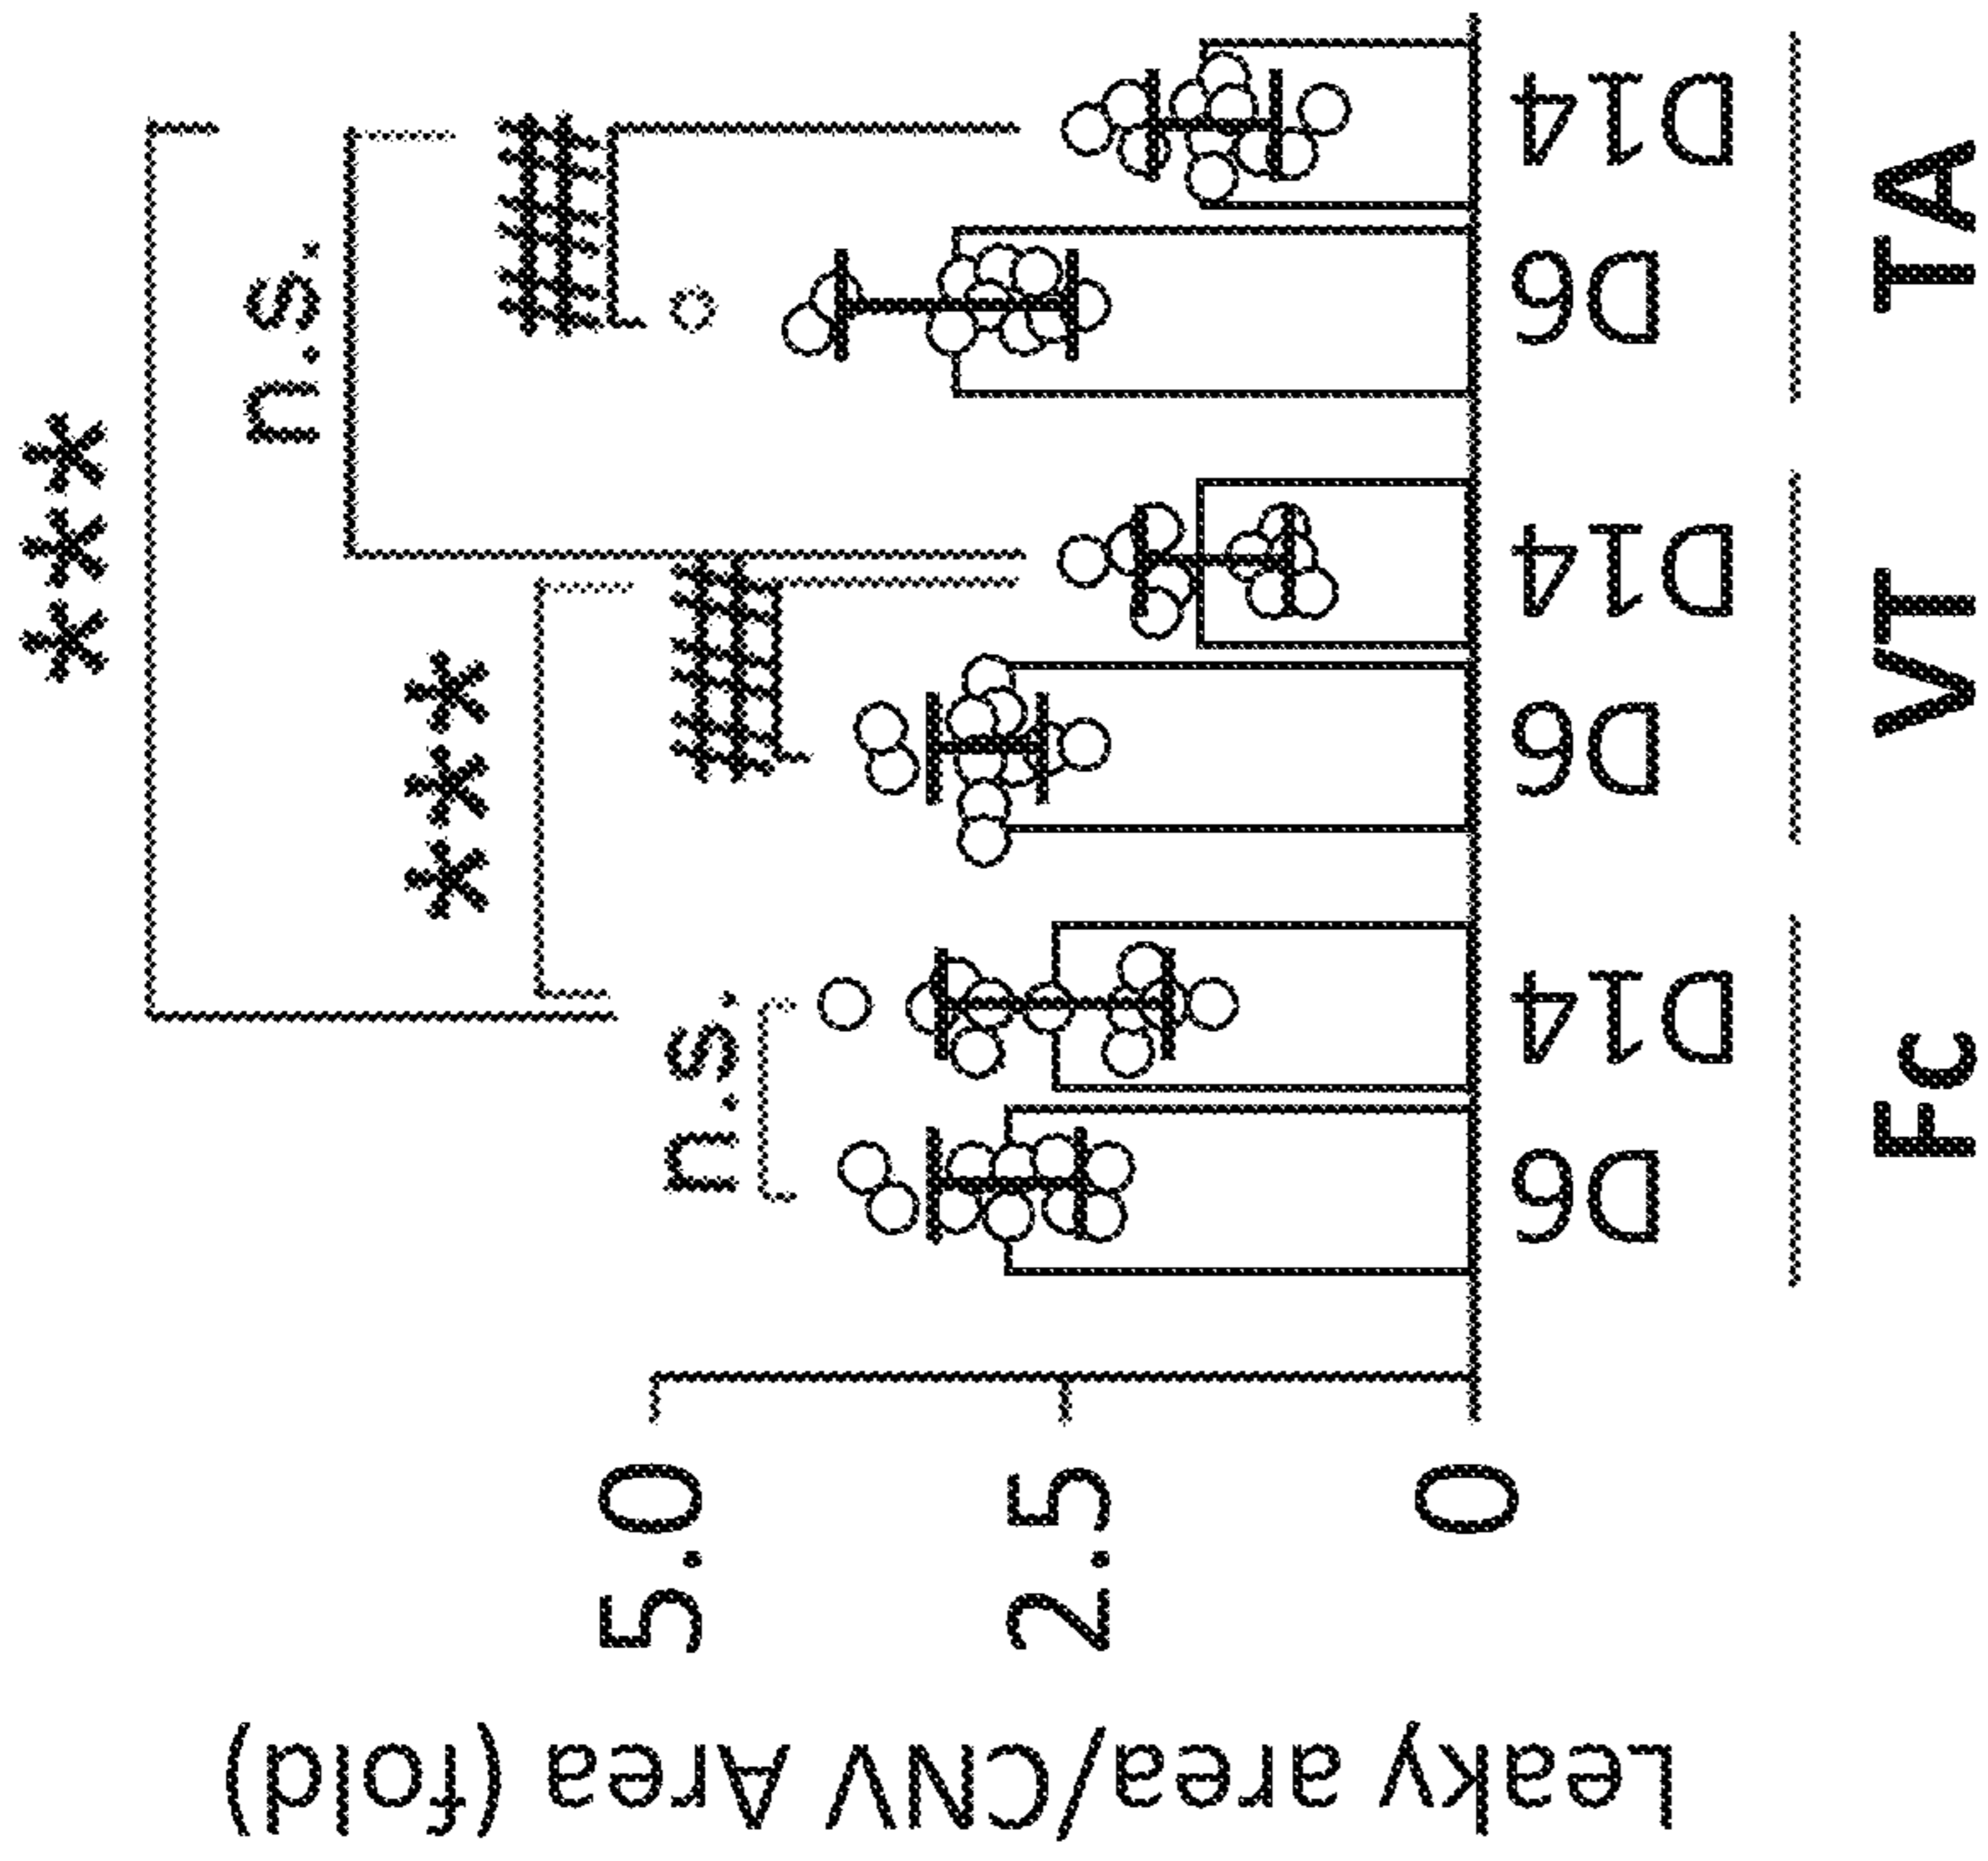 ***
n.s.
###
***
###
n.s.
Leaky area/CNV Area (fold)
5.0
2.5
0
D6 D14 D6 D14 D6 D14
Fc VT TA